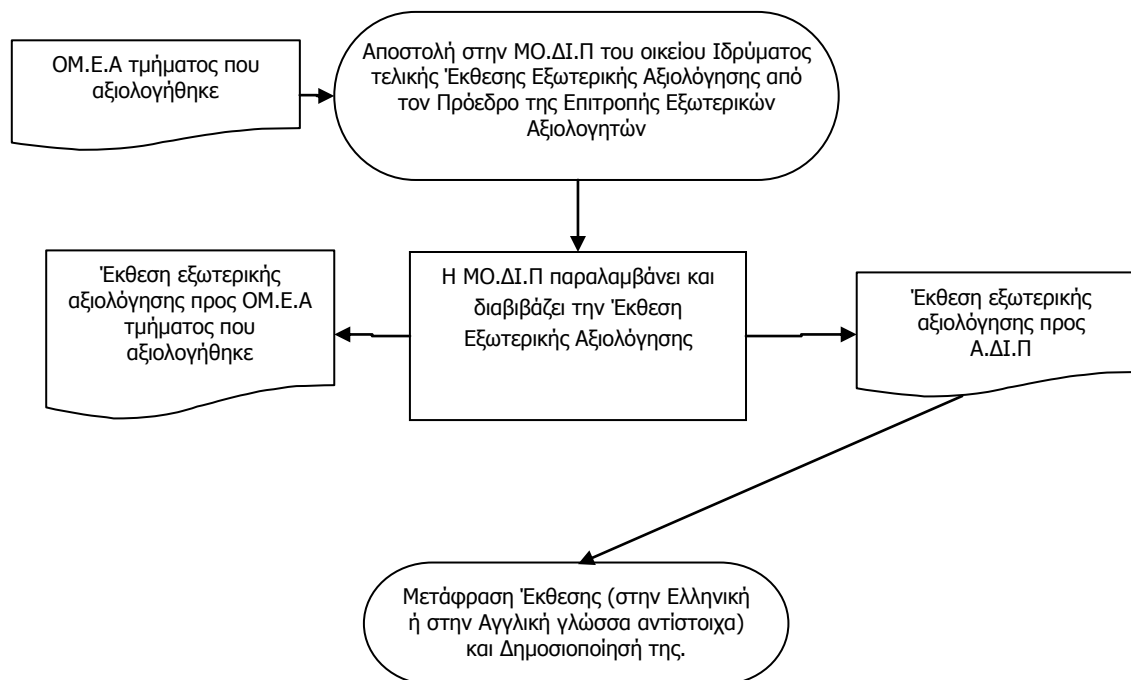 ΟΜ.Ε.Α τμήματος που
αξιολογήθηκε
Αποστολή στην ΜΟ.ΔΙ.Π του οικείου Ιδρύματος
τελικής Έκθεσης Εξωτερική Αξιολόγησης από
τον Πρόεδρο της Επιτροπής Εξωτερικών
Αξιολογητών
Έκθεση εξωτερικής
αξιολόγησης προς ΟΜ.Ε.Α
τμήματος που
αξιολογήθηκε
Η ΜΟ.ΔΙ.Π παραλαμβάνει και
διαβιβάζει την Έκθεση
Εξωτερικής Αξιολόγησης
Έκθεση εξωτερικής
αξιολόγησης προς
Α.ΔΙ.Π
Μετάφραση Έκθεσης (στην Ελληνική
ή στην Αγγλική γλώσσα αντίστοιχα)
και Δημοσιοποίησή της.